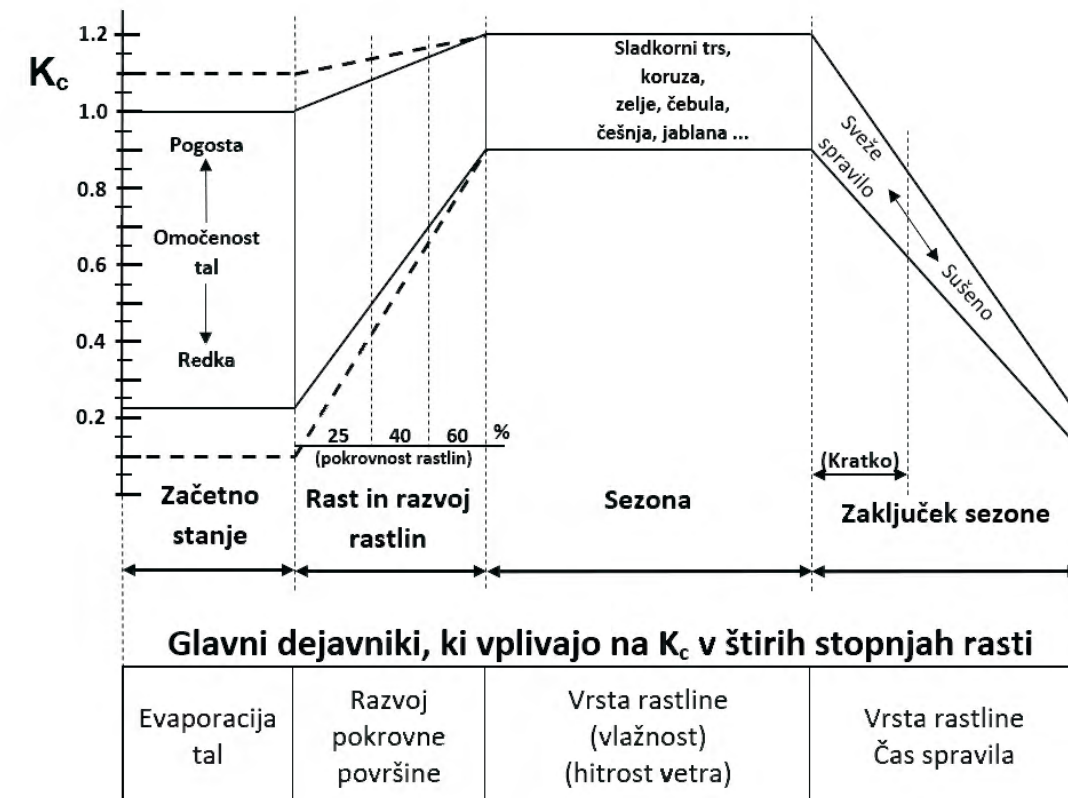 1.2
Kc
1.0
0.8
0.6
0.4
0.2
Pogosta
Omočenost
tal
Redka
25 40 60 %
(pokrovnost rastlin)
Sladkorni trs,
koruza,
zelje, čebula,
češnja, jablana ...
Sveže
spravilo
Sušeno
(Kratko)
Začetno
stanje
Rast in razvoj
rastlin
Sezona
Zaključek sezone
Glavni dejavniki, ki vplivajo na Kc v štirih stopnjah rasti
Evaporacija
tal
Razvoj
pokrovne
površine
Vrsta rastline
(vlažnost)
(hitrost vetra)
Vrsta rastline
Čas spravila